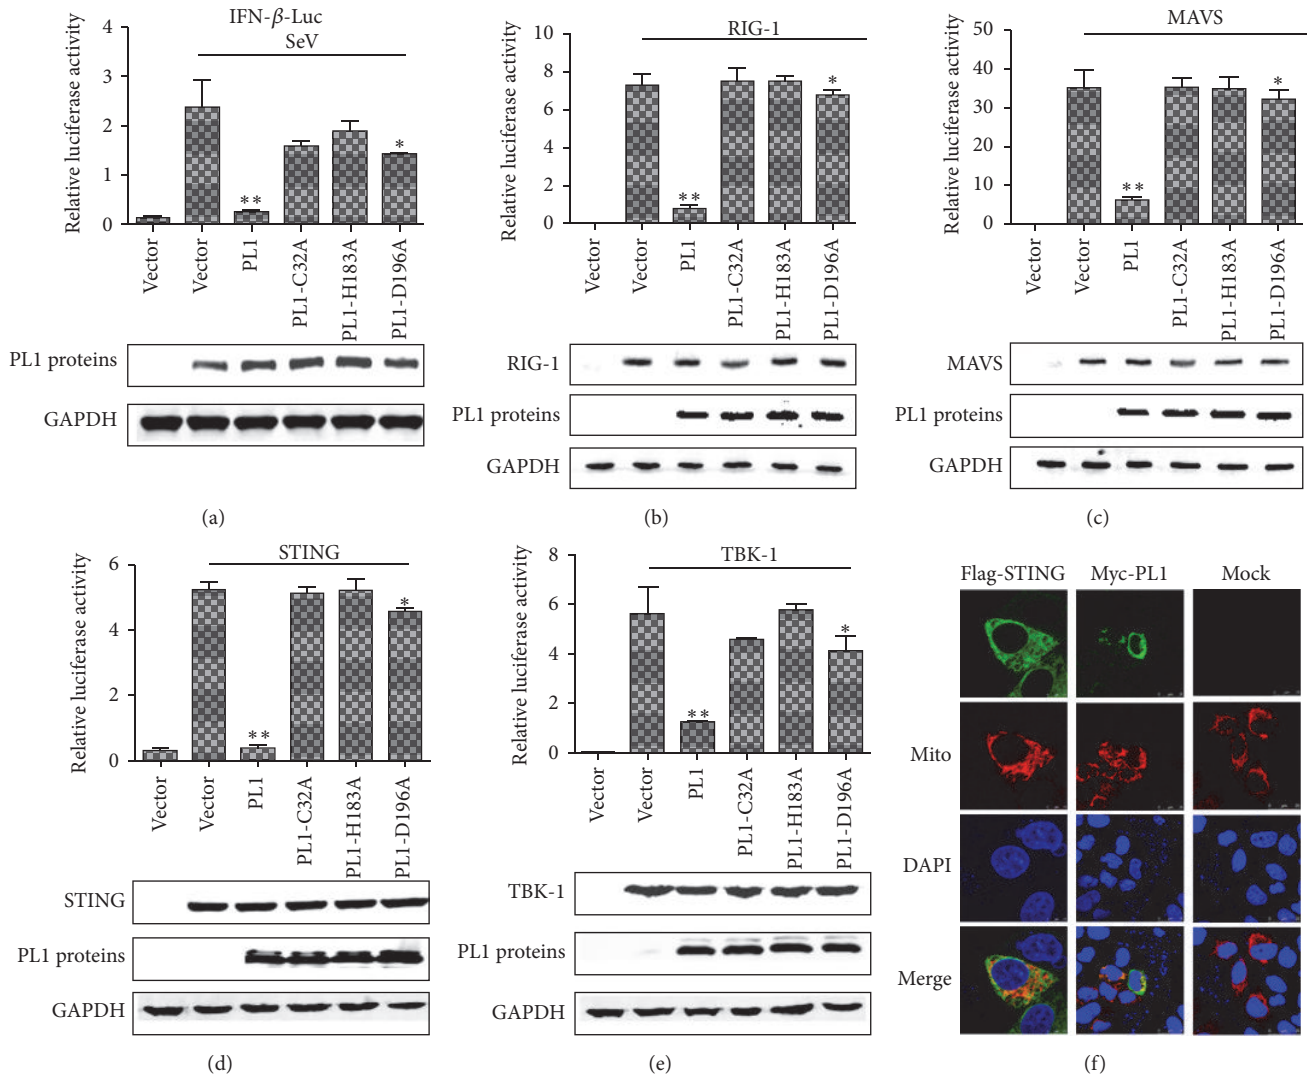 IFN-β-Luc
SeV
Relative luciferase activity
4
3
2
1
0
**
*
Vector
Vector
PL1
PL1-C32A
PL1-H183A
PL1-D196A
PL1 proteins
GAPDH
(a)
RIG-1
Relative luciferase activity
10
8
6
4
2
0
**
*
Vector
Vector
PL1
PL1-C32A
PL1-H183A
PL1-D196A
RIG-1
PL1 proteins
GAPDH
(b)
MAVS
Relative luciferase activity
50
40
30
20
10
0
**
*
Vector
Vector
PL1
PL1-C32A
PL1-H183A
PL1-D196A
MAVS
PL1 proteins
GAPDH
(c)
STING
Relative luciferase activity
6
4
2
0
**
*
Vector
Vector
PL1
PL1-C32A
PL1-H183A
PL1-D196A
STING
PL1 proteins
GAPDH
(d)
TBK-1
Relative luciferase activity
8
6
4
2
0
**
*
Vector
Vector
PL1
PL1-C32A
PL1-H183A
PL1-D196A
TBK-1
PL1 proteins
GAPDH
(e)
Flag-STING Myc-PL1 Mock
Mito
DAPI
Merge
(f)